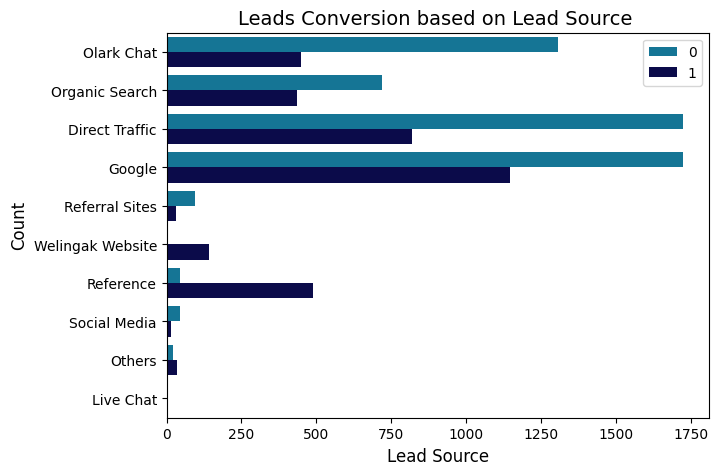 Leads Conversion based on Lead Source
0
1
Olark Chat
Organic Search
Direct Traffic
Google
Referral Sites
Welingak Website
Reference
Social Media
Others
Live Chat
Count
0 250 500 750 1000 1250 1500 1750
Lead Source